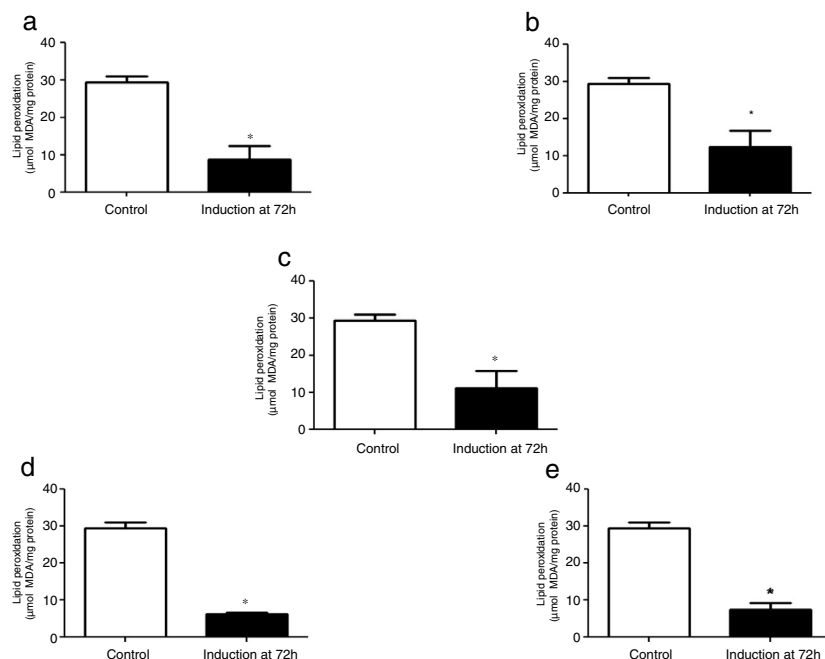 a
Lipid peroxidation
(µmol MDA/mg protein)
40
30
20
10
0
*
Control
Induction at 72h
b
Lipid peroxidation
(µmol MDA/mg protein)
40
30
20
10
0
*
Control
Induction at 72h
c
Lipid peroxidation
(µmol MDA/mg protein)
40
30
20
10
0
*
Control
Induction at 72h
d
Lipid peroxidation
(µmol MDA/mg protein)
40
30
20
10
0
*
Control
Induction at 72h
e
Lipid peroxidation
(µmol MDA/mg protein)
40
30
20
10
0
*
Control
Induction at 72h